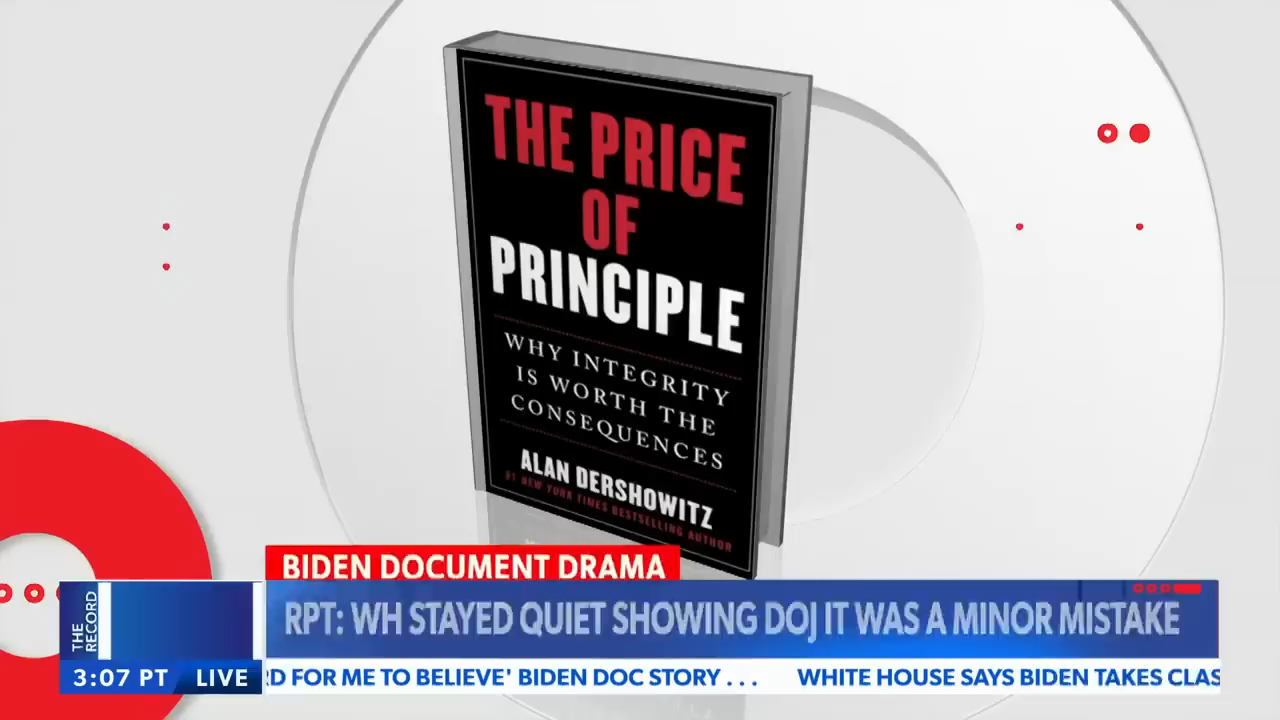 THE PRICE
OF
PRINCIPLE
WHY INTEGRITY
IS WORTH THE
CONSEQUENCES
ALAN DERSHOWITZ
#1 NEW YORK TIMES BESTSELLING AUTHOR
BIDEN DOCUMENT DRAMA
THE
RECORD
RPT: WH STAYED QUIET SHOWING DOJ IT WAS A MINOR MISTAKE
3:07 PT LIVE
RD FOR ME TO BELIEVE' BIDEN DOC STORY . . . WHITE HOUSE SAYS BIDEN TAKES CLAS